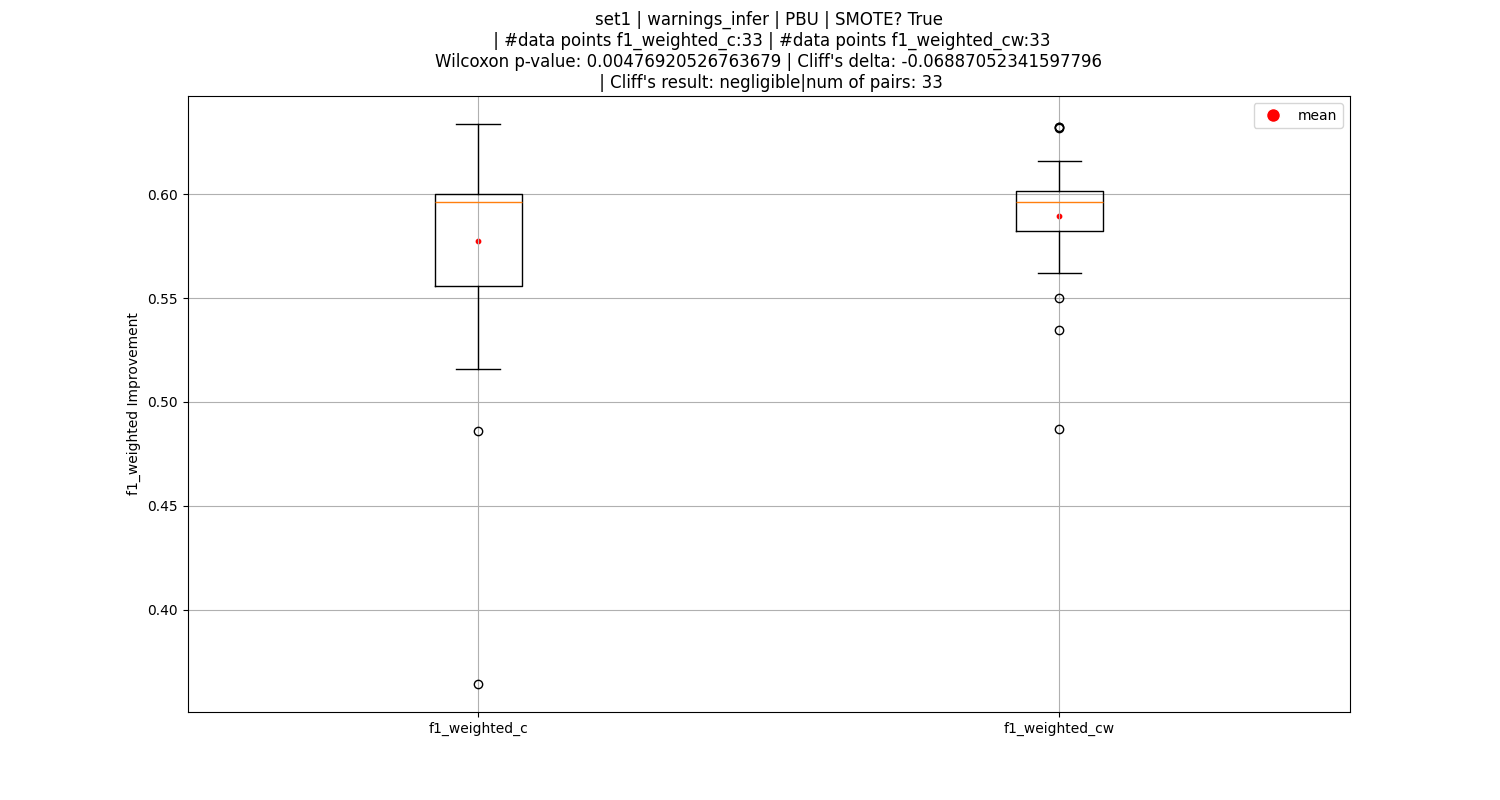 set1 | warnings_infer | PBU | SMOTE? True
| #data points f1_weighted_c:33 | #data points f1_weighted_cw:33
Wilcoxon p-value: 0.00476920526763679 | Cliff's delta: -0.06887052341597796
| Cliff's result: negligible|num of pairs: 33
mean
f1_weighted Improvement
0.60
0.55
0.50
0.45
0.40
f1_weighted_c
f1_weighted_cw